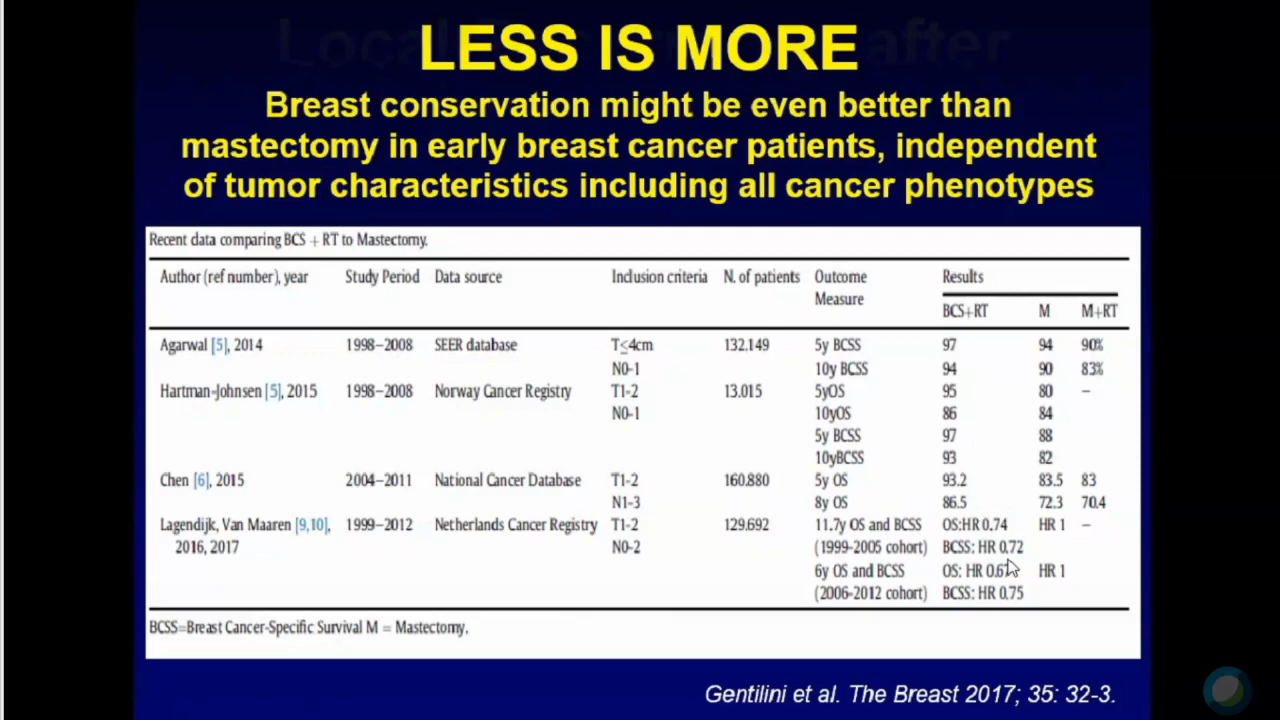 LESS IS MORE
Breast conservation might be even better than
mastectomy in early breast cancer patients, independent
of tumor characteristics including all cancer phenotypes
Recent data comparing BCS + RT to Mastectomy.
Author (ref number), year Study Period Data source Inclusion criteria N. of patients Outcome Results
Measure
BCS+RT M M+RT
Agarwal [5], 2014 1998–2008 SEER database T≤4cm 132.149 5y BCSS 97 94 90%
N0-1 10y BCSS 94 90 83%
Hartman-Johnsen [5], 2015 1998–2008 Norway Cancer Registry T1-2 13.015 5yOS 95 80 –
N0-1 10yOS 86 84
5y BCSS 97 88
10yBCSS 93 82
Chen [6], 2015 2004–2011 National Cancer Database T1-2 160.880 5y OS 93.2 83.5 83
N1-3 8y OS 86.5 72.3 70.4
Lagendijk, Van Maaren [9,10], 1999–2012 Netherlands Cancer Registry T1-2 129.692 11.7y OS and BCSS OS:HR 0.74 HR 1 –
2016, 2017 N0-2 (1999-2005 cohort) BCSS: HR 0.72
6y OS and BCSS OS: HR 0.67 HR 1
(2006-2012 cohort) BCSS: HR 0.75
BCSS=Breast Cancer-Specific Survival M = Mastectomy.
Gentilini et al. The Breast 2017; 35: 32-3.